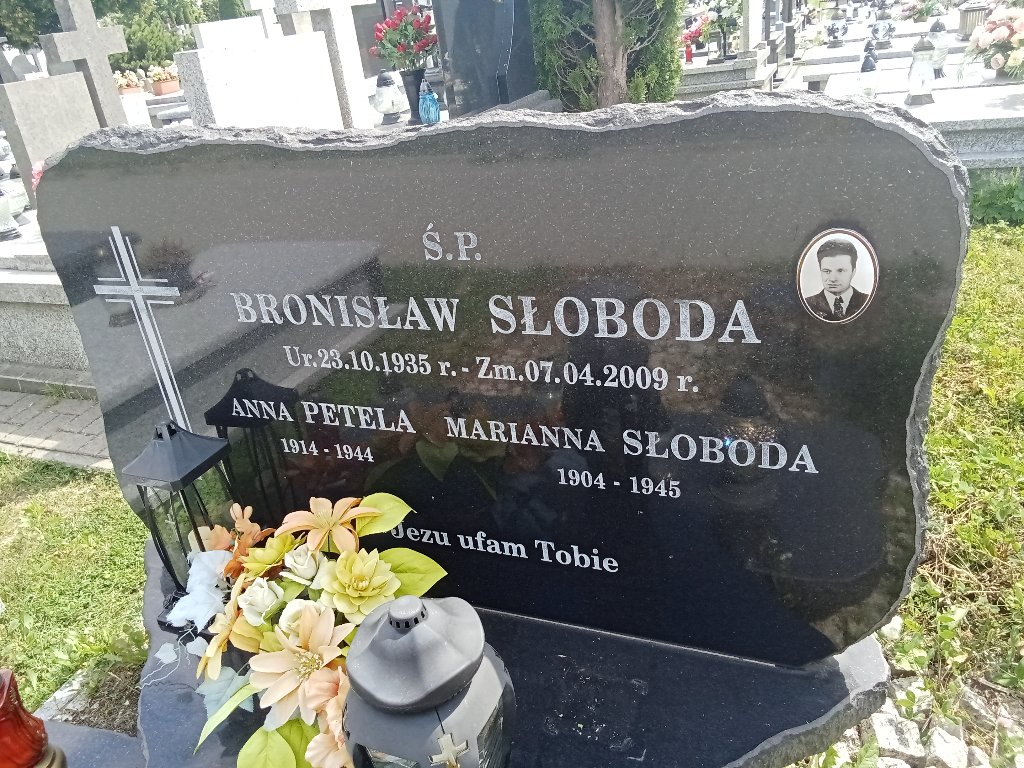 Ś.P.
BRONISŁAW SŁOBODA
Ur.23.10.1935 r. - Zm.07.04.2009 r.
ANNA PETELA MARIANNA SŁOBODA
1914 - 1944 1904 - 1945
Jezu ufam Tobie